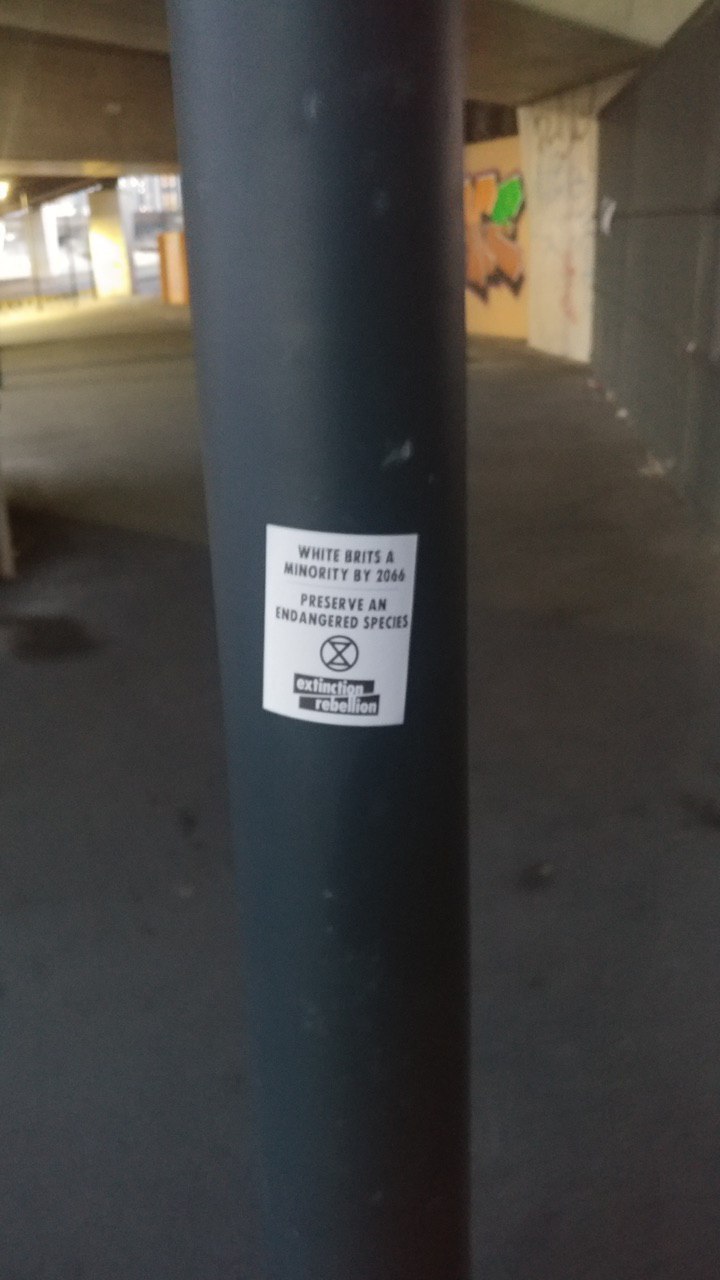 WHITE BRITS A
MINORITY BY 2066
PRESERVE AN
ENDANGERED SPECIES
extinction
rebellion